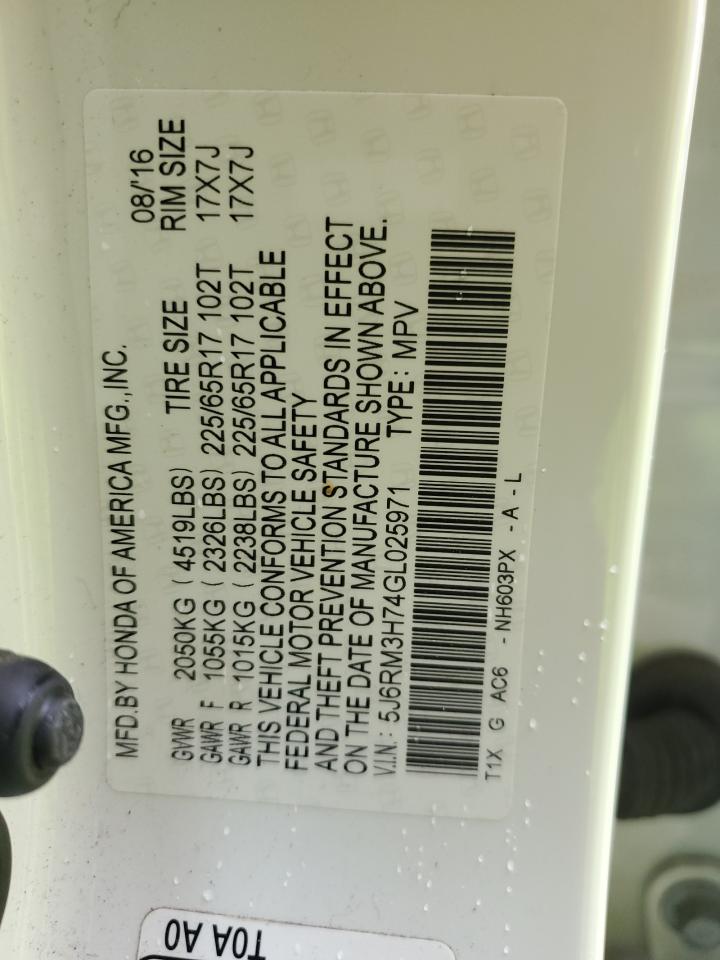 MFD.BY HONDA OF AMERICA MFG.,INC. 08/'16
GVWR 2050KG ( 4519LBS) TIRE SIZE RIM SIZE
GAWR F 1055KG ( 2326LBS) 225/65R17 102T 17X7J
GAWR R 1015KG ( 2238LBS) 225/65R17 102T 17X7J
THIS VEHICLE CONFORMS TO ALL APPLICABLE
FEDERAL MOTOR VEHICLE SAFETY
AND THEFT PREVENTION STANDARDS IN EFFECT
ON THE DATE OF MANUFACTURE SHOWN ABOVE.
V.I.N.: 5J6RM3H74GL025971 TYPE: MPV
T1X G AC6 - NH603PX - A - L
T0A A0